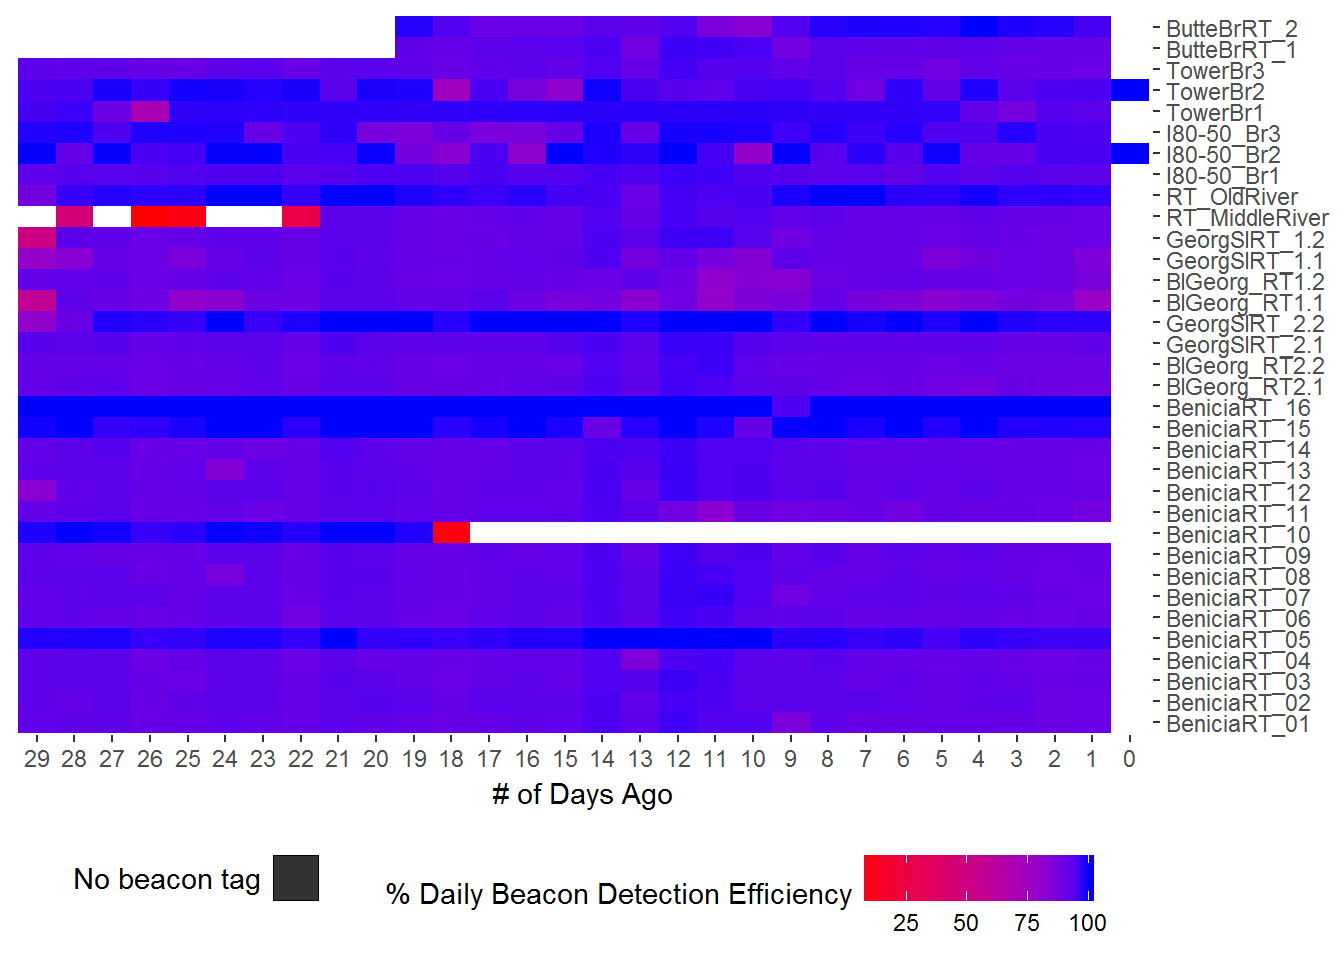 ButteBrRT_2
ButteBrRT_1
TowerBr3
TowerBr2
TowerBr1
I80-50_Br3
I80-50_Br2
I80-50_Br1
RT_OldRiver
RT_MiddleRiver
GeorgSlRT_1.2
GeorgSlRT_1.1
BlGeorg_RT1.2
BlGeorg_RT1.1
GeorgSlRT_2.2
GeorgSlRT_2.1
BlGeorg_RT2.2
BlGeorg_RT2.1
BeniciaRT_16
BeniciaRT_15
BeniciaRT_14
BeniciaRT_13
BeniciaRT_12
BeniciaRT_11
BeniciaRT_10
BeniciaRT_09
BeniciaRT_08
BeniciaRT_07
BeniciaRT_06
BeniciaRT_05
BeniciaRT_04
BeniciaRT_03
BeniciaRT_02
BeniciaRT_01
29 28 27 26 25 24 23 22 21 20 19 18 17 16 15 14 13 12 11 10 9 8 7 6 5 4 3 2 1 0
# of Days Ago
No beacon tag
% Daily Beacon Detection Efficiency
25 50 75 100